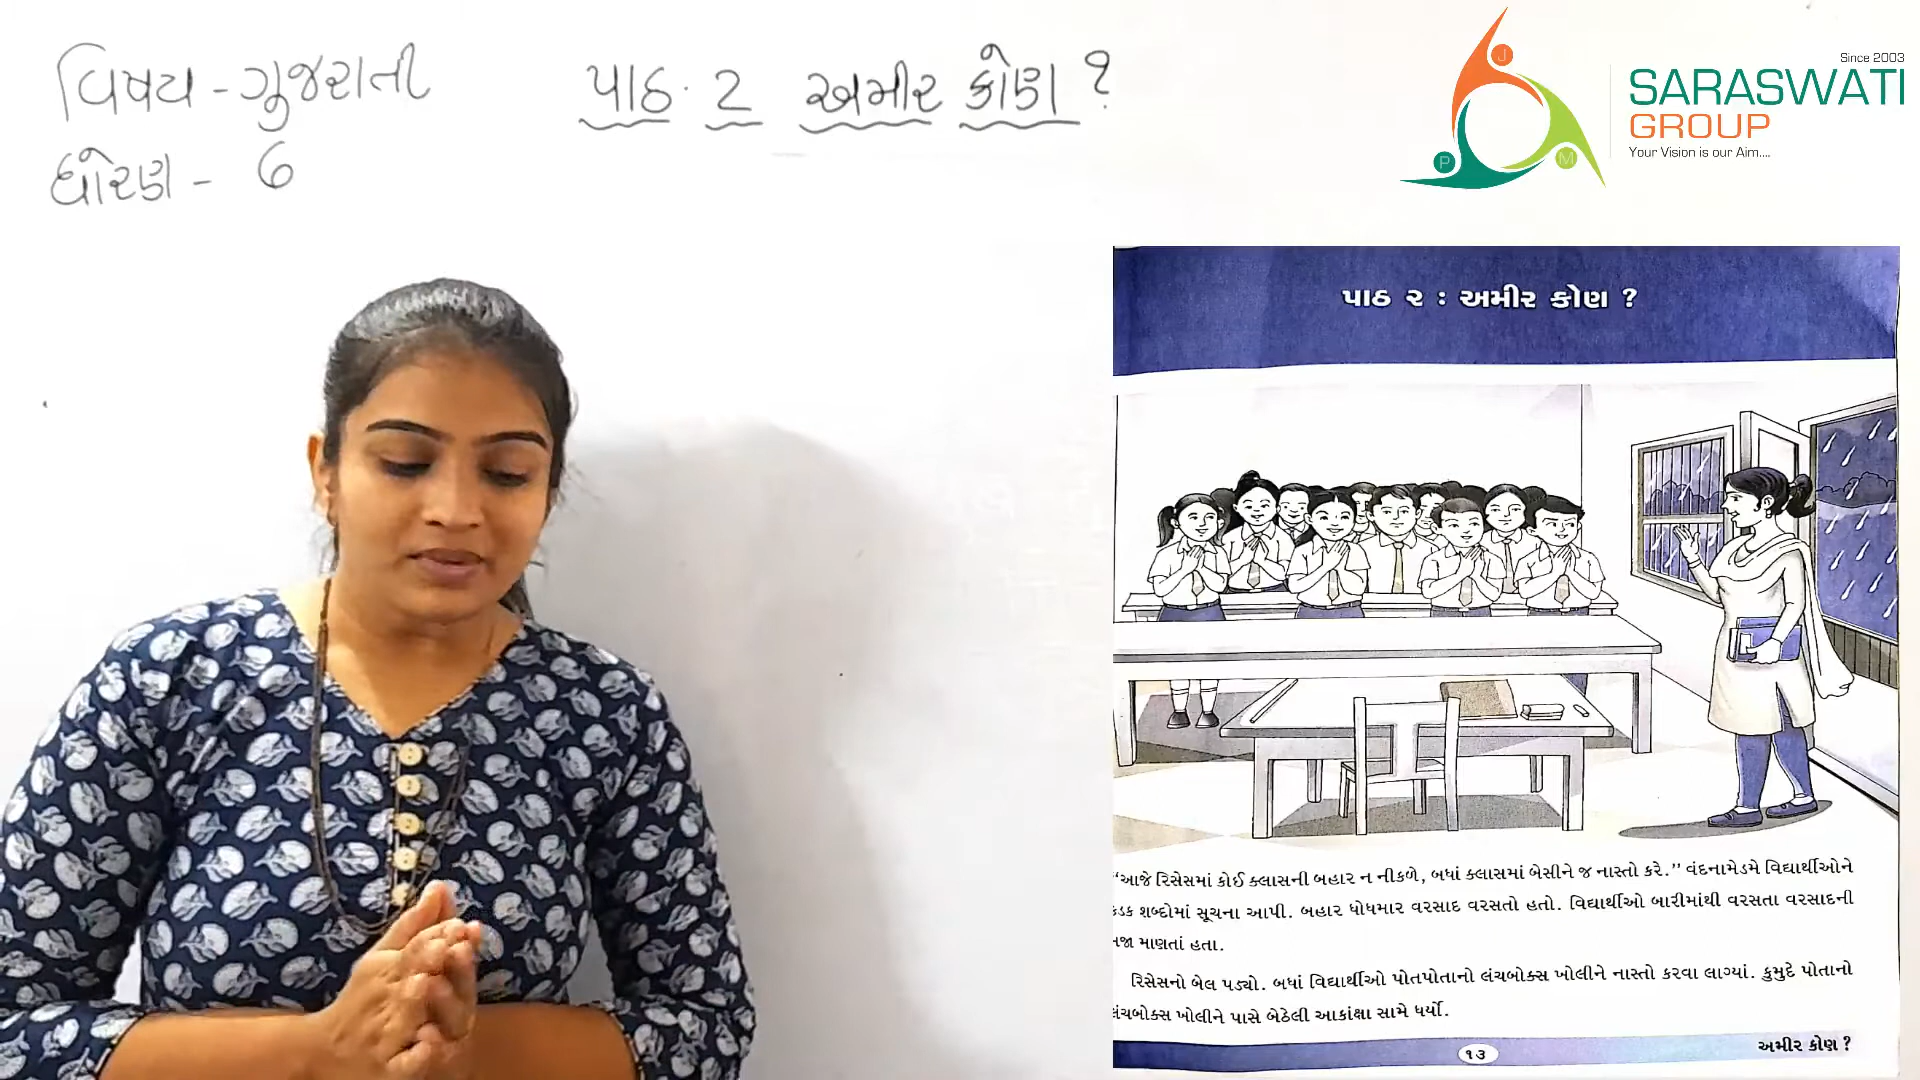 વિષય - ગુજરાતી
ધોરણ - ૭
પાઠ. 2 અમીર કોણ ?
Since 2003
SARASWATI
GROUP
Your Vision is our Aim....
J
P
M
પાઠ ૨ : અમીર કોણ ?
"આજે રિસેસમાં કોઈ ક્લાસની બહાર ન નીકળે, બધાં ક્લાસમાં બેસીને જ નાસ્તો કરે." વંદનામેડમે વિદ્યાર્થીઓને
શબ્દોમાં સૂચના આપી. બહાર ધોધમાર વરસાદ વરસતો હતો. વિદ્યાર્થીઓ બારીમાંથી વરસતા વરસાદની
માણતાં હતા.
રિસેસનો બેલ પડ્યો. બધાં વિદ્યાર્થીઓ પોતપોતાનો લંચબોક્સ ખોલીને નાસ્તો કરવા લાગ્યાં. કુમુદે પોતાનો
લંચબોક્સ ખોલીને પાસે બેઠેલી આકાંક્ષા સામે ધર્યો.
૧૩
અમીર કોણ ?